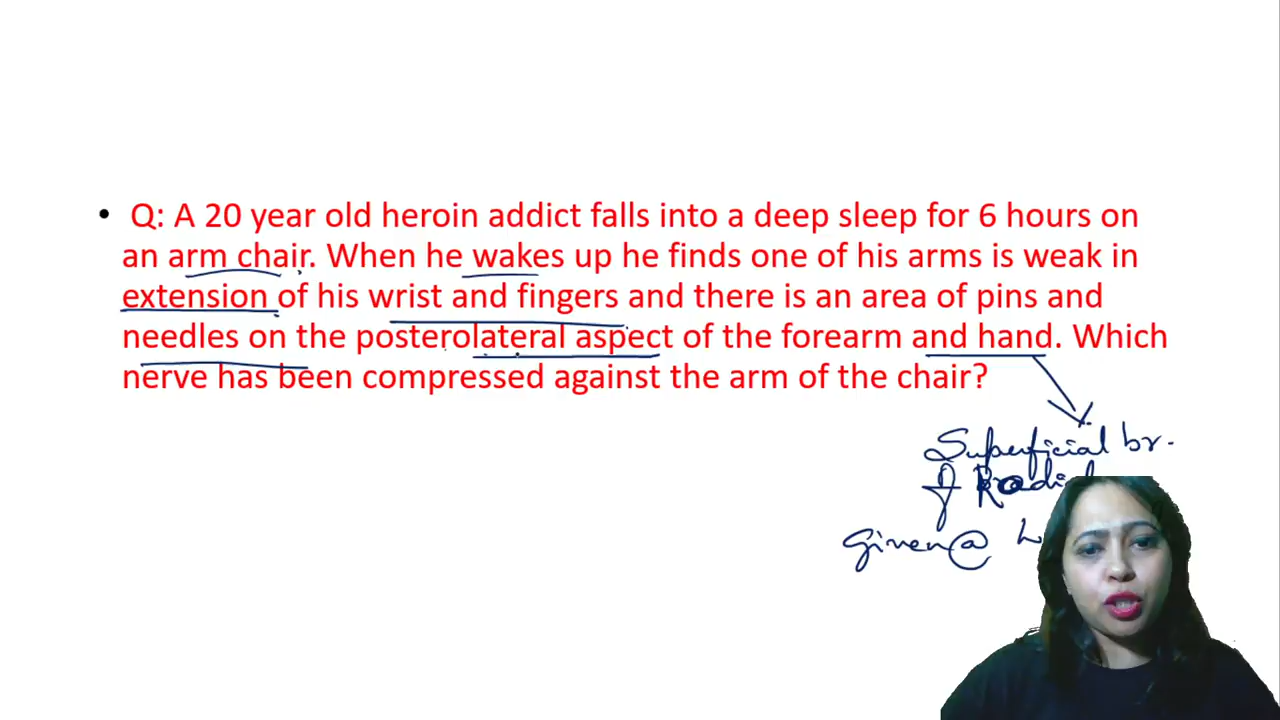 • Q: A 20 year old heroin addict falls into a deep sleep for 6 hours on
an arm chair. When he wakes up he finds one of his arms is weak in
extension of his wrist and fingers and there is an area of pins and
needles on the posterolateral aspect of the forearm and hand. Which
nerve has been compressed against the arm of the chair?
Superficial br.
of
given @